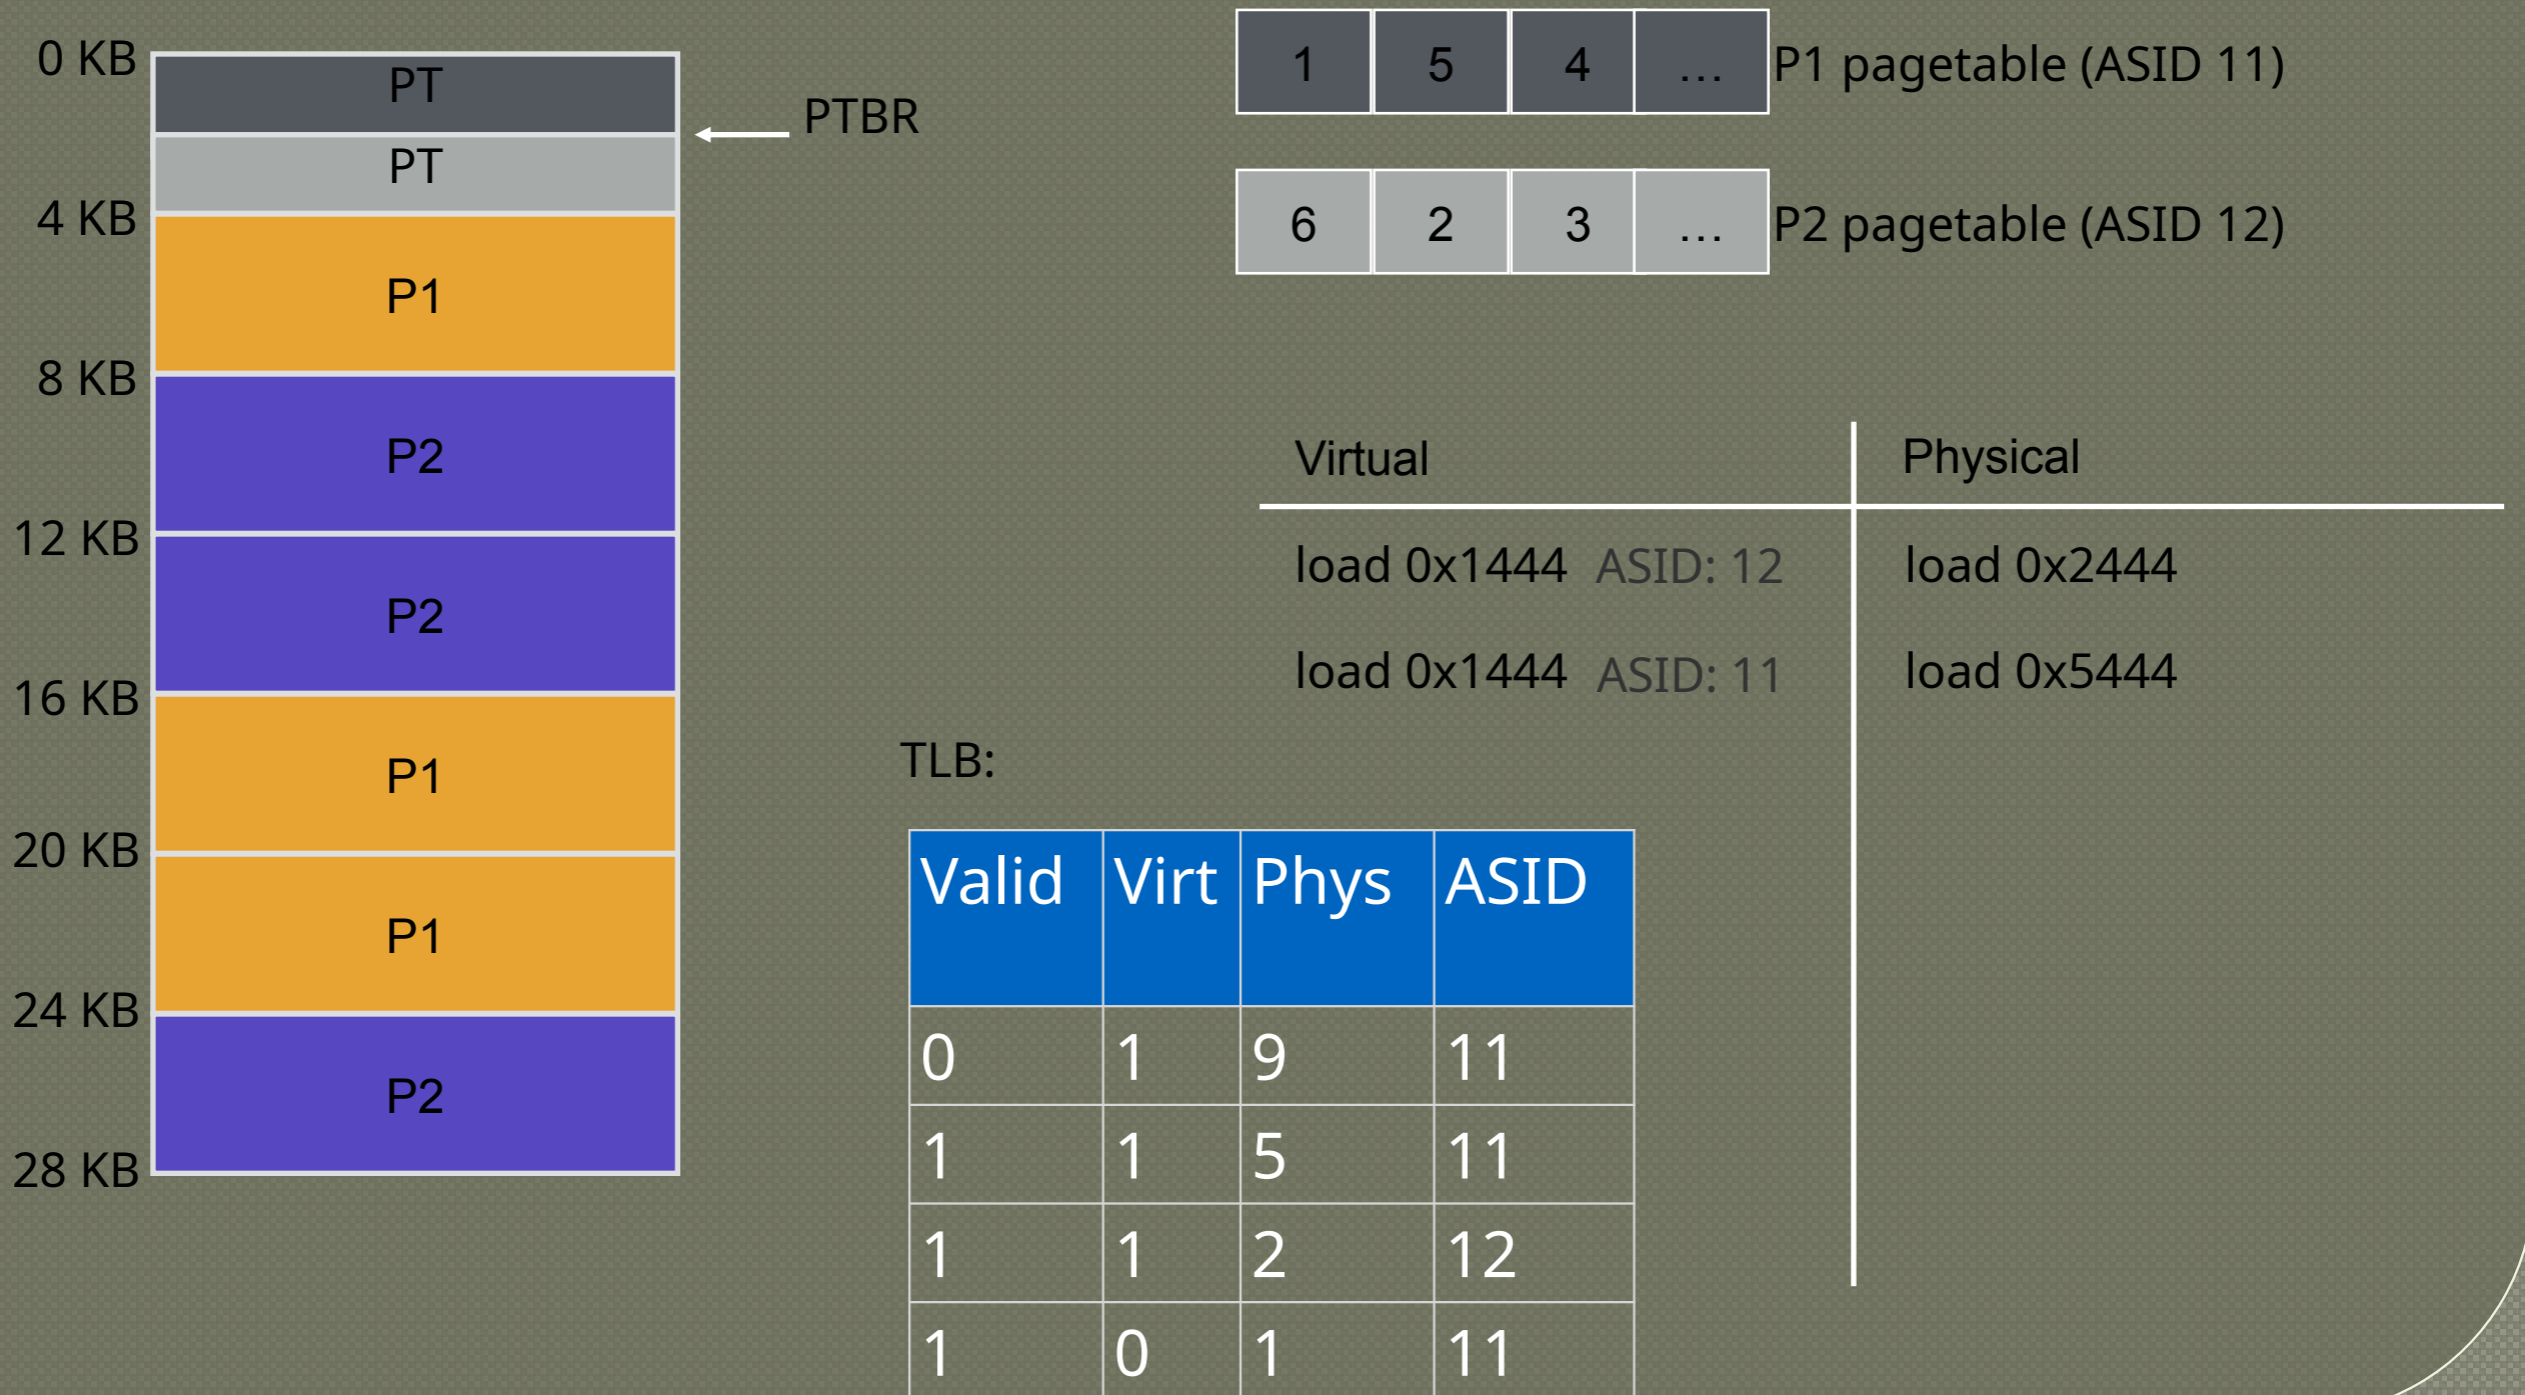 0 KB
PT
PTBR
PT
4 KB
P1
8 KB
P2
12 KB
P2
16 KB
P1
20 KB
P1
24 KB
P2
28 KB
1 5 4 … P1 pagetable (ASID 11)
6 2 3 … P2 pagetable (ASID 12)
Virtual Physical
load 0x1444 ASID: 12 load 0x2444
load 0x1444 ASID: 11 load 0x5444
TLB:
Valid Virt Phys ASID
0 1 9 11
1 1 5 11
1 1 2 12
1 0 1 11